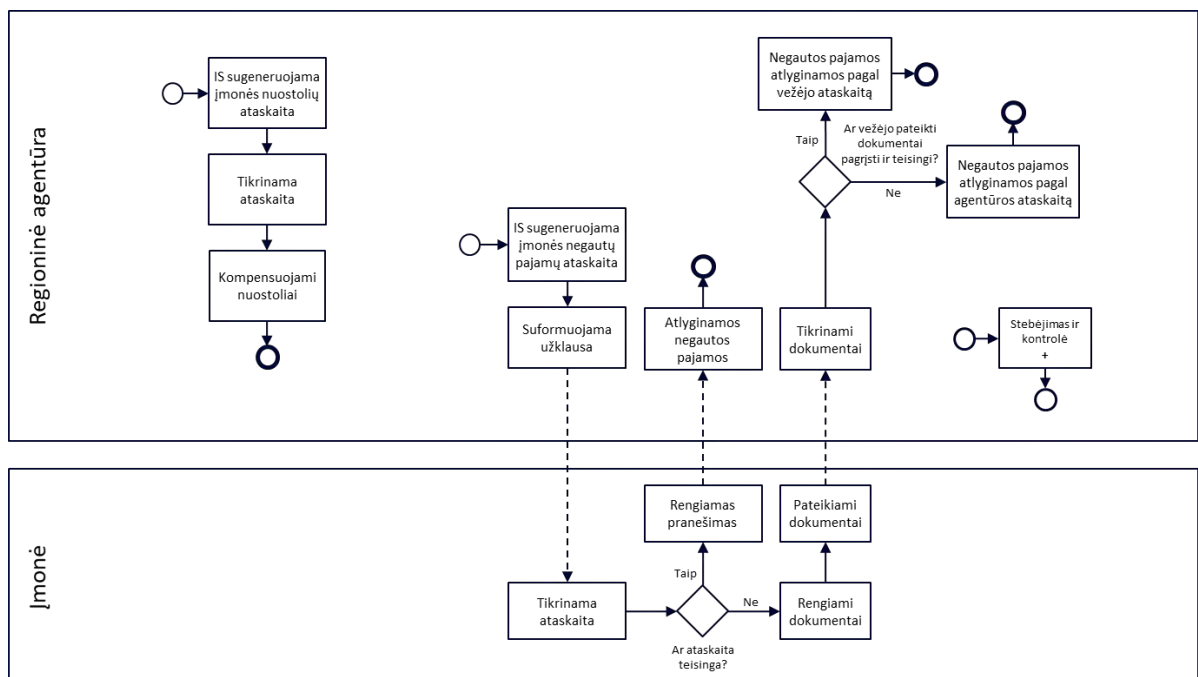 Regioninė agentūra
IS sugeneruojama
įmonės nuostolių
ataskaita
Tikrinama
ataskaita
Kompensuojami
nuostoliai
IS sugeneruojama
įmonės negautų
pajamų ataskaita
Suformuojama
užklausa
Atlyginamos
negautos
pajamos
Negautos pajamos
atlyginamos pagal
vežėjo ataskaitą
Taip
Ar vežėjo pateikti
dokumentai
pagrįsti ir teisingi?
Ne
Negautos pajamos
atlyginamos pagal
agentūros ataskaitą
Tikrinami
dokumentai
Stebėjimas ir
kontrolė
+
Įmonė
Tikrinama
ataskaita
Rengiamas
pranešimas
Taip
Ar ataskaita
teisinga?
Ne
Pateikiami
dokumentai
Rengiami
dokumentai